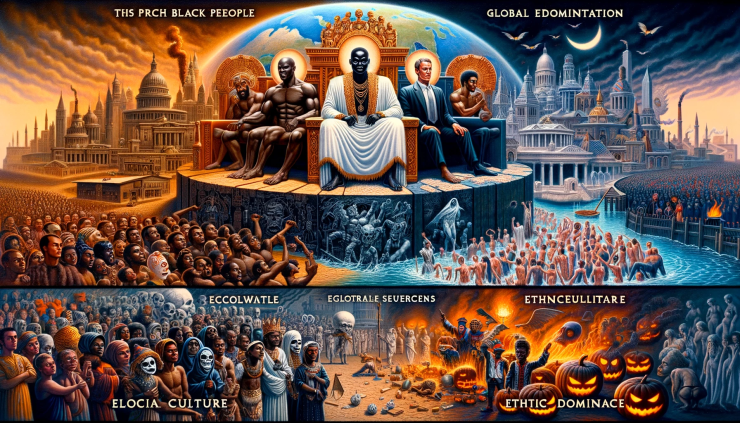 THS PRCH BLACK PEEOPLE
GLOBAL EDOMINTATION
ECCOLWATLE
EGLOTRALE SEUERCENS
ETHNCEULLITARE
ELOCIA CULTURE
ETHTIC DOMINACE